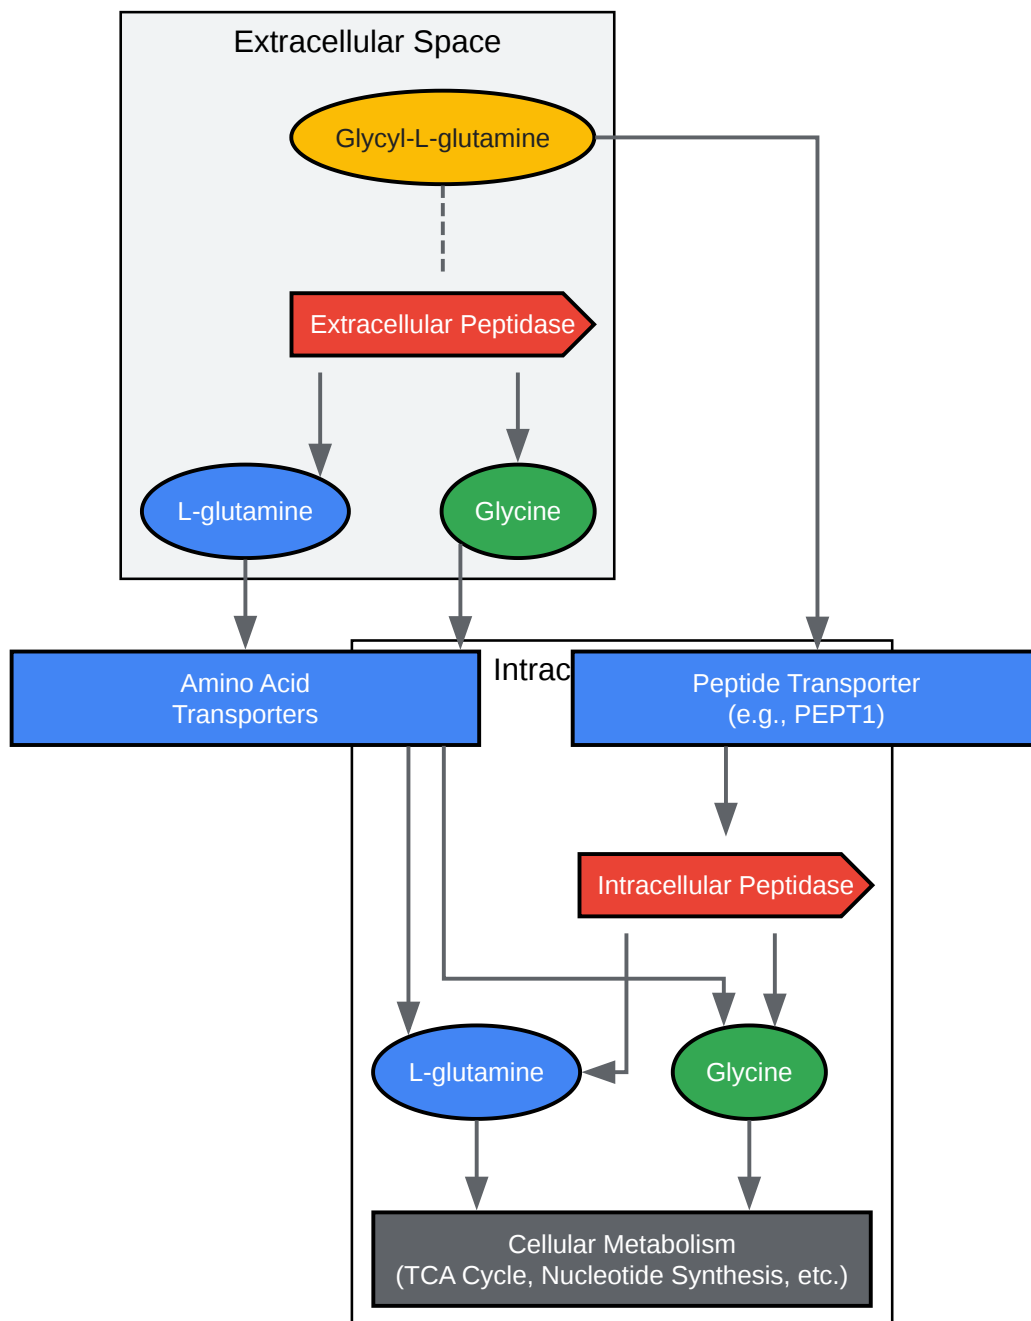 Extracellular Space
Glycyl-L-glutamine
Extracellular Peptidase
L-glutamine
Glycine
Amino Acid
Transporters
Intrac
Peptide Transporter
(e.g., PEPT1)
Intracellular Peptidase
L-glutamine
Glycine
Cellular Metabolism
(TCA Cycle, Nucleotide Synthesis, etc.)